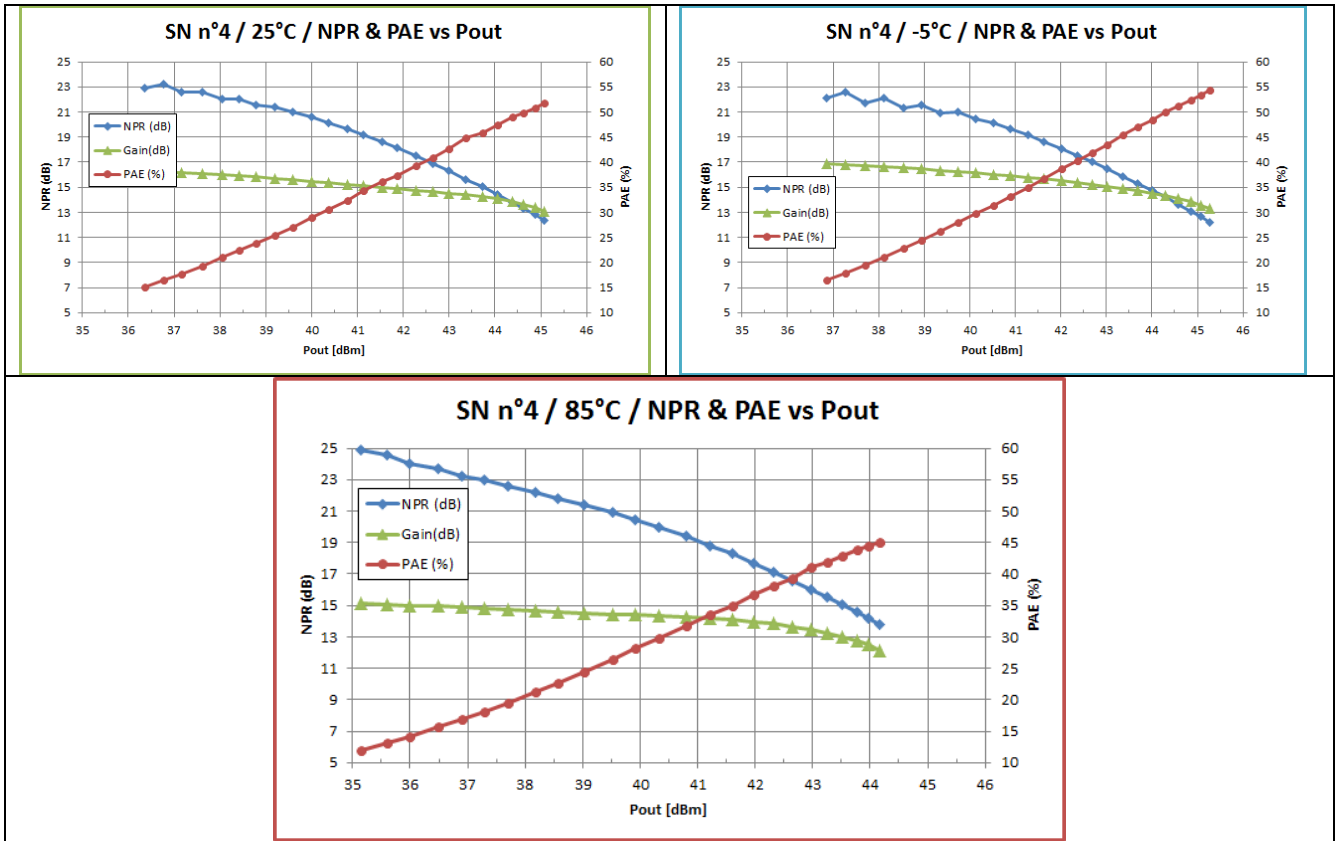 SN n°4 / 25°C / NPR & PAE vs Pout
25
23
21
19
17
15
13
11
9
7
5
NPR (dB)
NPR (dB)
Gain(dB)
PAE (%)
60
55
50
45
40
35
30
25
20
15
10
PAE (%)
35 36 37 38 39 40 41 42 43 44 45 46
Pout [dBm]
SN n°4 / -5°C / NPR & PAE vs Pout
25
23
21
19
17
15
13
11
9
7
5
NPR (dB)
NPR (dB)
Gain(dB)
PAE (%)
60
55
50
45
40
35
30
25
20
15
10
PAE (%)
35 36 37 38 39 40 41 42 43 44 45 46
Pout [dBm]
SN n°4 / 85°C / NPR & PAE vs Pout
25
23
21
19
17
15
13
11
9
7
5
NPR (dB)
NPR (dB)
Gain(dB)
PAE (%)
60
55
50
45
40
35
30
25
20
15
10
PAE (%)
35 36 37 38 39 40 41 42 43 44 45 46
Pout [dBm]